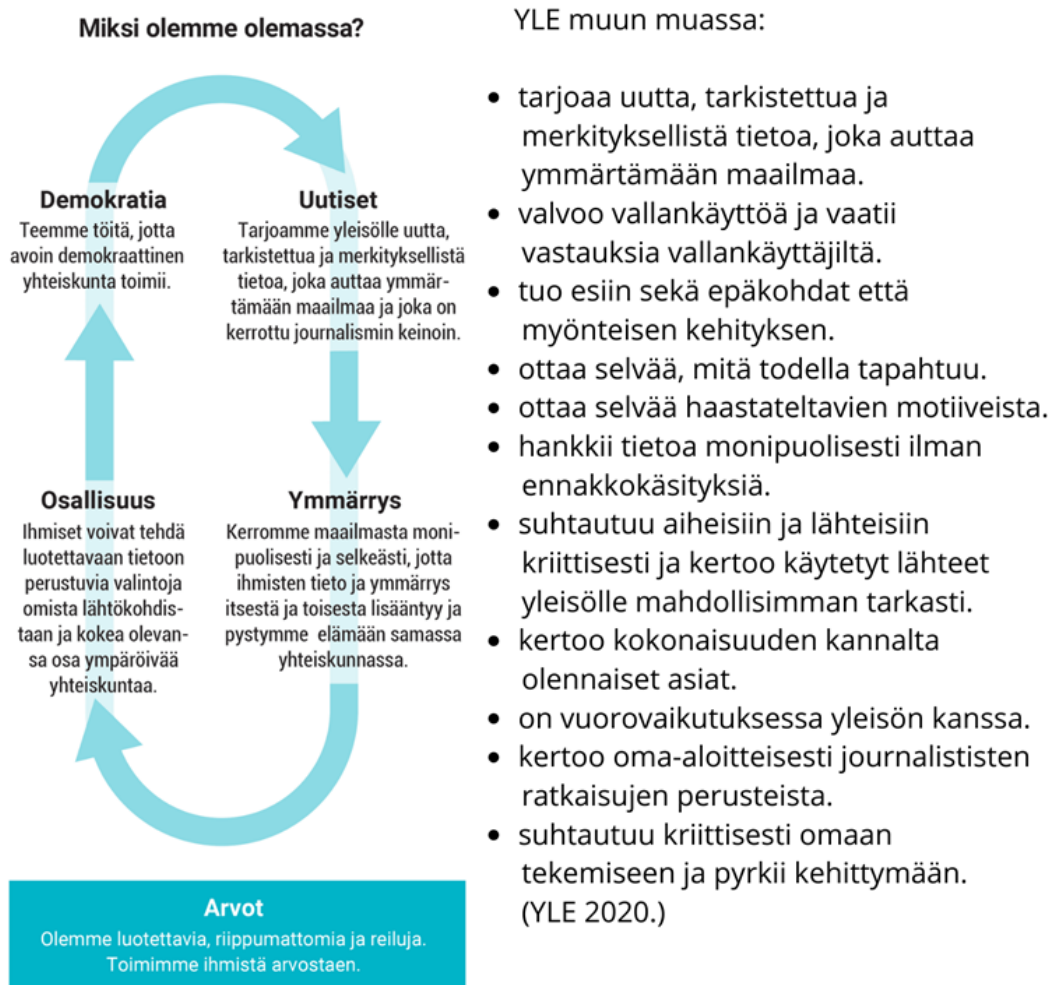 Miksi olemme olemassa?
Demokratia
Teemme töitä, jotta
avoin demokraattinen
yhteiskunta toimii.
Uutiset
Tarjoamme yleisölle uutta,
tarkistettua ja merkityksellistä
tietoa, joka auttaa ymmär-
tämään maailmaa ja joka on
kerrottu journalismin keinoin.
Osallisuus
Ihmiset voivat tehdä
luotettavaan tietoon
perustuvia valintoja
omista lähtökohdis-
taan ja kokea olevan-
sa osa ympäröivää
yhteiskuntaa.
Ymmärrys
Kerromme maailmasta moni-
puolisesti ja selkeästi, jotta
ihmisten tieto ja ymmärrys
itsestä ja toisesta lisääntyy ja
pystymme elämään samassa
yhteiskunnassa.
Arvot
Olemme luotettavia, riippumattomia ja reiluja.
Toimimme ihmistä arvostaen.
YLE muun muassa:
• tarjoaa uutta, tarkistettua ja
merkityksellistä tietoa, joka auttaa
ymmärtämään maailmaa.
• valvoo vallankäyttöä ja vaatii
vastauksia vallankäyttäjiltä.
• tuo esiin sekä epäkohdat että
myönteisen kehityksen.
• ottaa selvää, mitä todella tapahtuu.
• ottaa selvää haastateltavien motiiveista.
• hankkii tietoa monipuolisesti ilman
ennakkokäsityksiä.
• suhtautuu aiheisiin ja lähteisiin
kriittisesti ja kertoo käytetyt lähteet
yleisölle mahdollisimman tarkasti.
• kertoo kokonaisuuden kannalta
olennaiset asiat.
• on vuorovaikutuksessa yleisön kanssa.
• kertoo oma-aloitteisesti journalististen
ratkaisujen perusteista.
• suhtautuu kriittisesti omaan
tekemiseen ja pyrkii kehittymään.
(YLE 2020.)